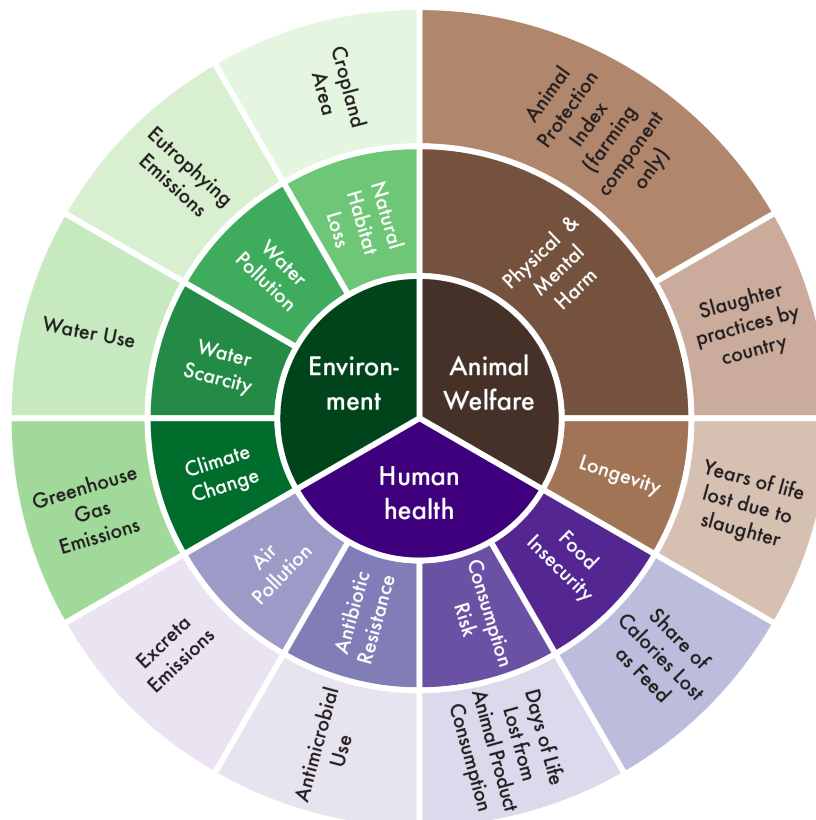 Environ-
ment
Animal
Welfare
Human
health
Natural
Habitat
Loss
Water
Pollution
Water
Scarcity
Climate
Change
Physical &
Mental
Harm
Longevity
Food
Insecurity
Consumption
Risk
Antibiotic
Resistance
Air
Pollution
Cropland
Area
Eutrophying
Emissions
Water Use
Greenhouse
Gas
Emissions
Animal
Protection
Index
(farming
component
only)
Slaughter
practices by
country
Years of life
lost due to
slaughter
Share of
Calories Lost
as Feed
Days of Life
Lost from
Animal Product
Consumption
Antimicrobial
Use
Excreta
Emissions